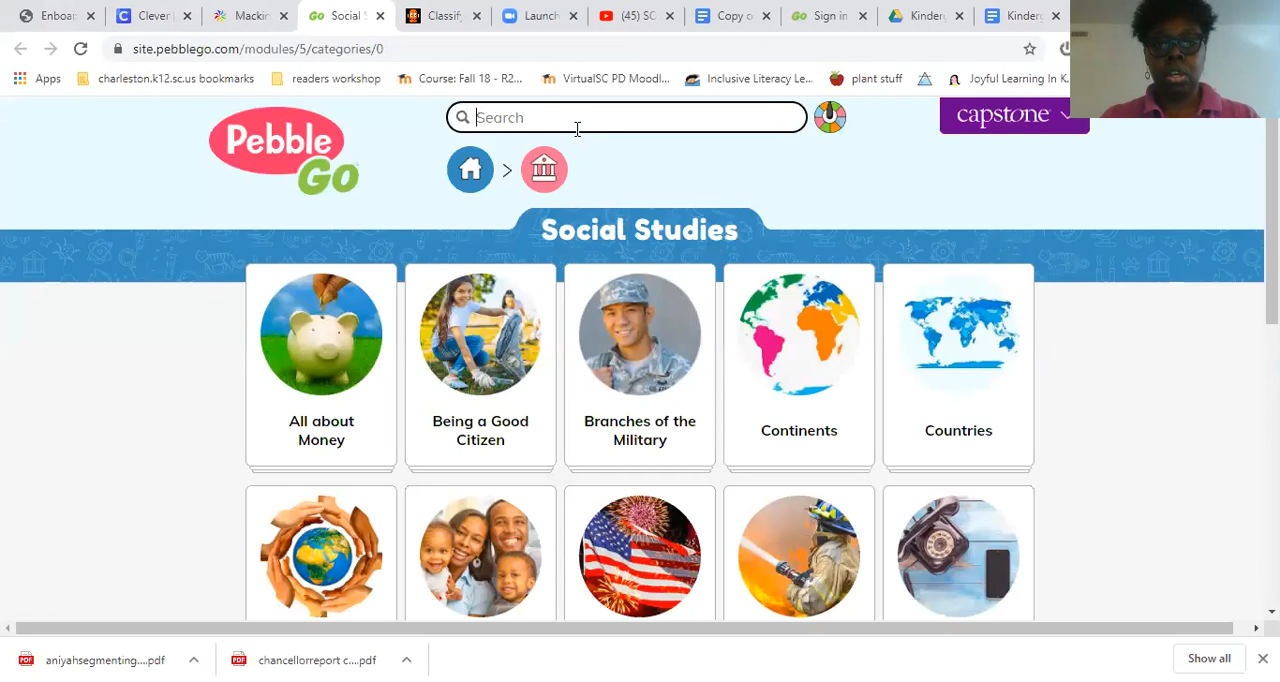 Enboar
Clever |
Mackin
Social S
Classify
Launch
(45) SC
Copy o
Sign in
Kinder
Kinderg
site.pebblego.com/modules/5/categories/0
Apps
charleston.k12.sc.us bookmarks
readers workshop
Course: Fall 18 - R2...
VirtualSC PD Moodl...
Inclusive Literacy Le...
plant stuff
Joyful Learning In K.
Search
capstone
Pebble
Go
Social Studies
All about
Money
Being a Good
Citizen
Branches of the
Military
Continents
Countries
aniyahsegmenting....pdf
chancellorreport c....pdf
Show all